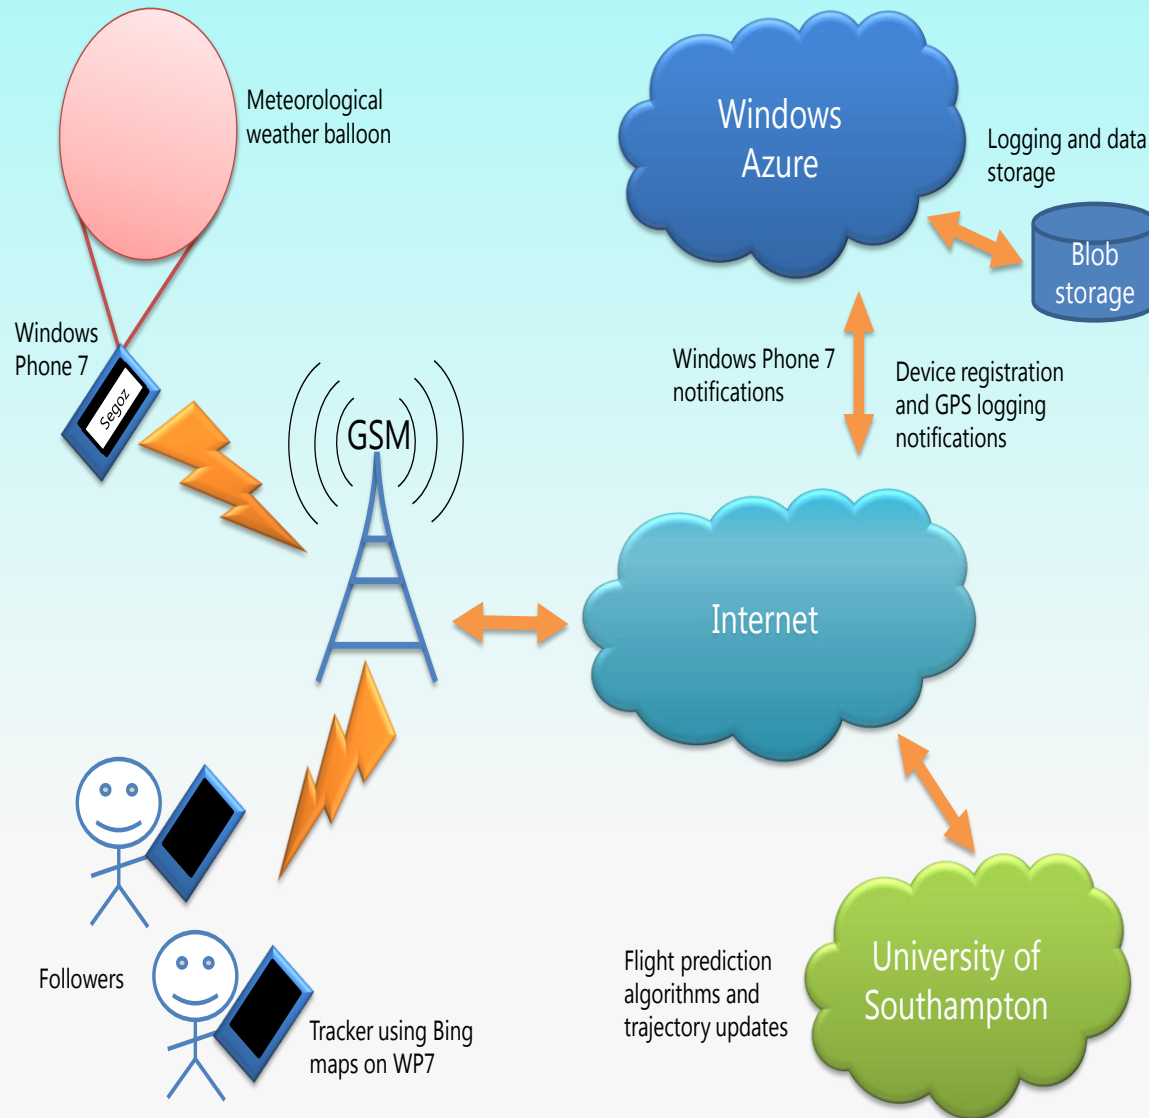 Meteorological
weather balloon
Windows
Azure
Logging and data
storage
Blob
storage
Windows
Phone 7
Segoz
GSM
Windows Phone 7
notifications
Device registration
and GPS logging
notifications
Internet
Followers
Tracker using Bing
maps on WP7
Flight prediction
algorithms and
trajectory updates
University of
Southampton